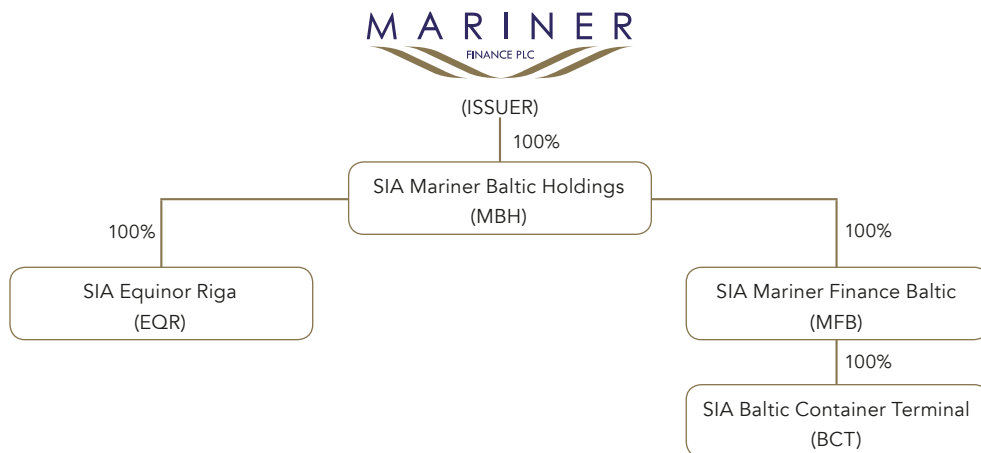 MARINER
FINANCE PLC
(ISSUER)
100%
SIA Mariner Baltic Holdings
(MBH)
100%
100%
SIA Equinor Riga
(EQR)
SIA Mariner Finance Baltic
(MFB)
100%
SIA Baltic Container Terminal
(BCT)